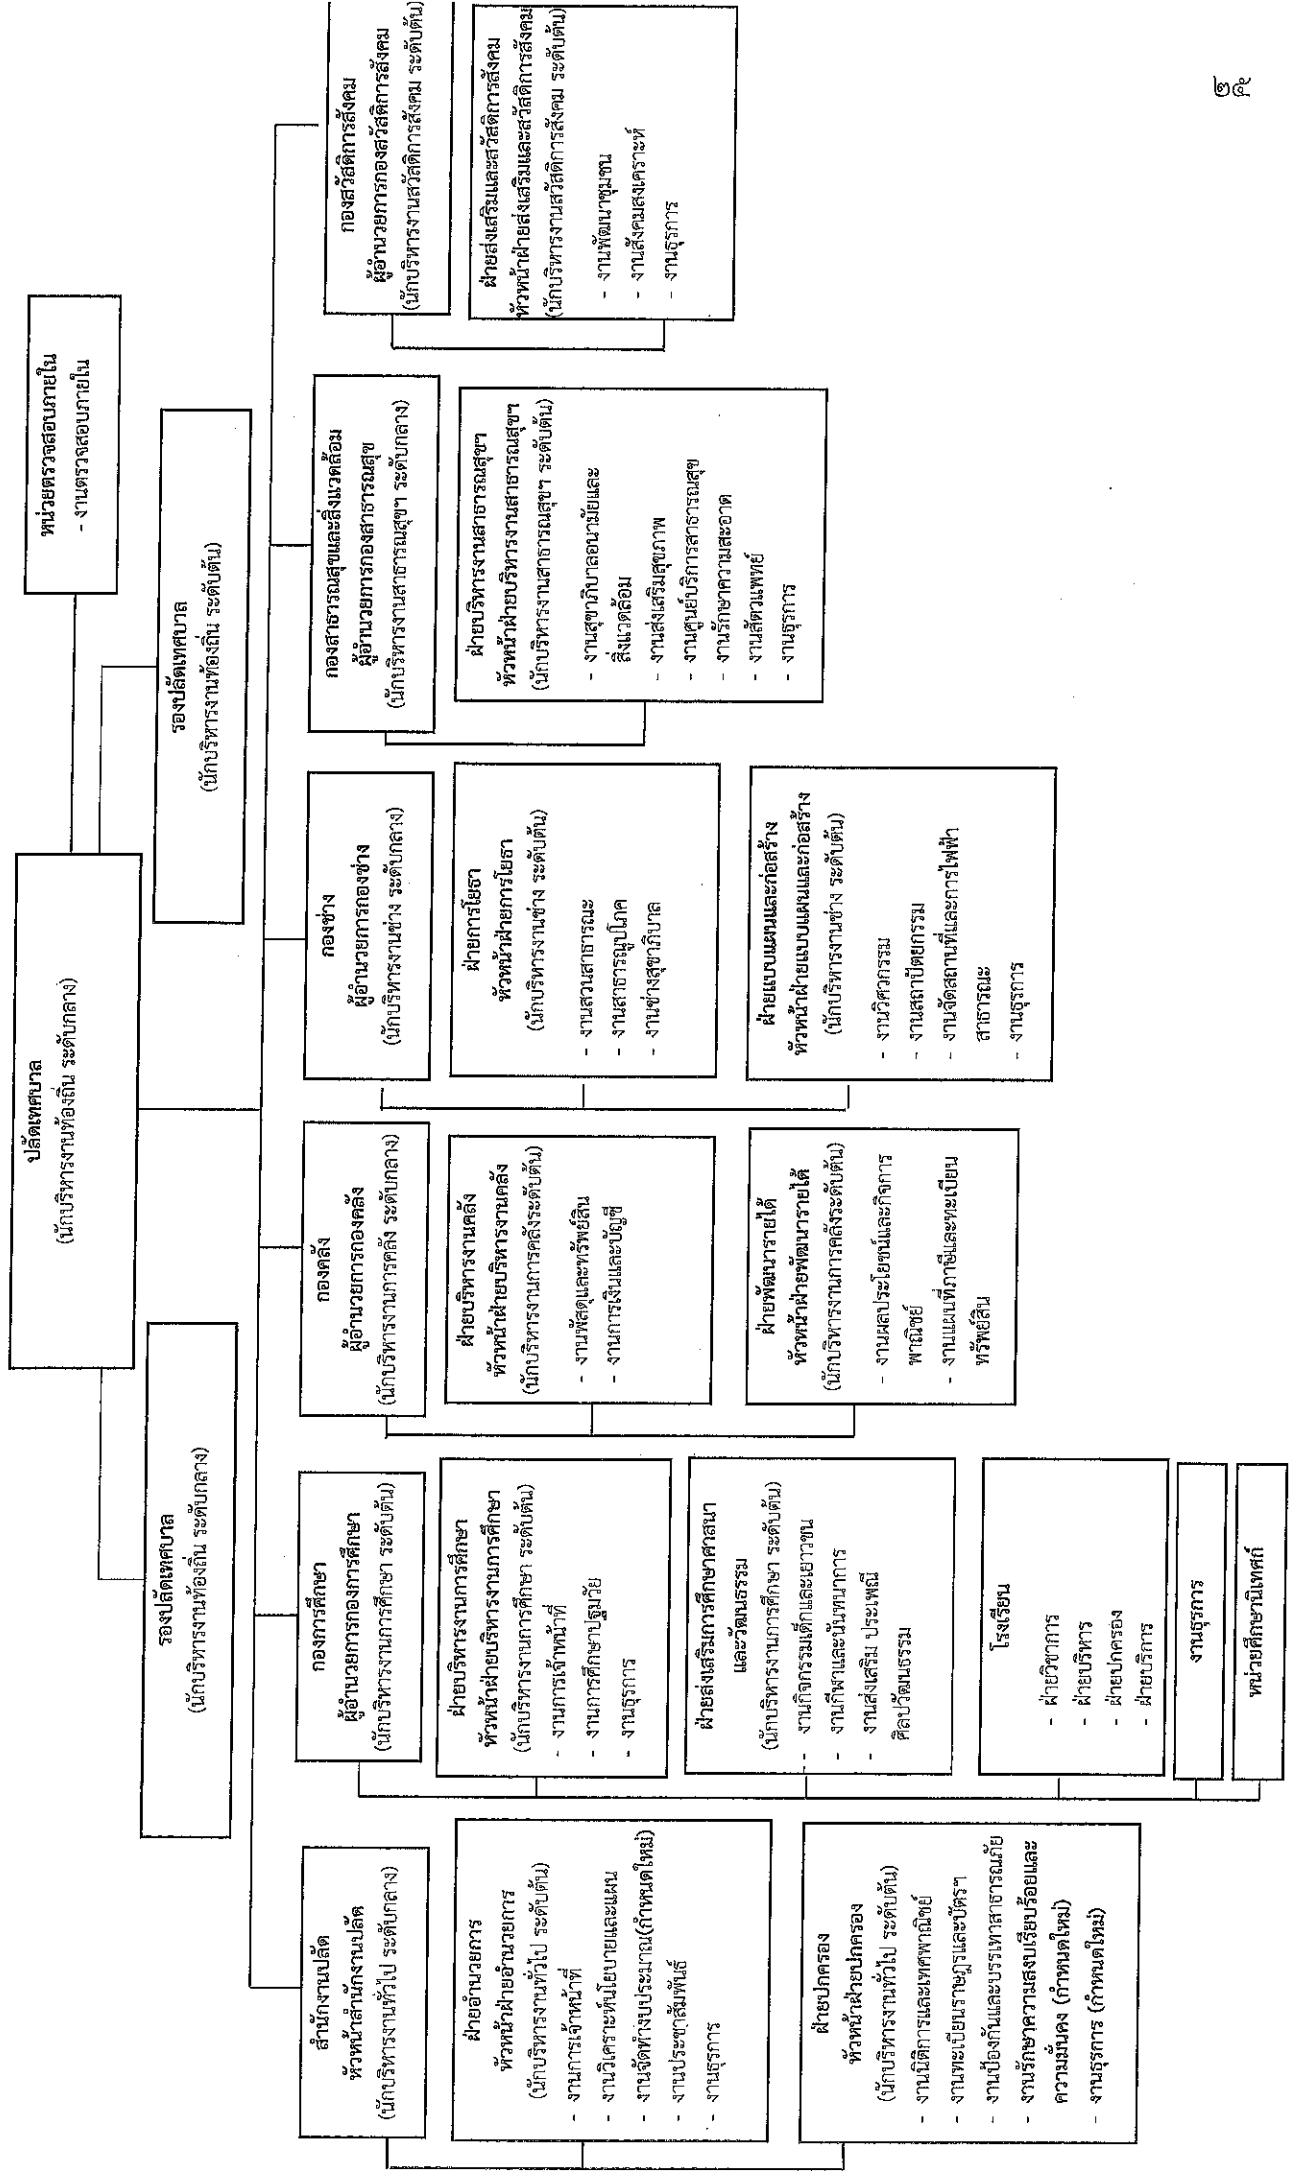 ปลัดเทศบาล
(นักบริหารงานท้องถิ่น ระดับกลาง)
หน่วยตรวจสอบภายใน
- งานตรวจสอบภายใน
รองปลัดเทศบาล
(นักบริหารงานท้องถิ่น ระดับกลาง)
รองปลัดเทศบาล
(นักบริหารงานท้องถิ่น ระดับต้น)
สำนักงานปลัด
หัวหน้าสำนักงานปลัด
(นักบริหารงานทั่วไป ระดับกลาง)
ฝ่ายอำนวยการ
หัวหน้าฝ่ายอำนวยการ
(นักบริหารงานทั่วไป ระดับต้น)
- งานการเจ้าหน้าที่
- งานวิเคราะห์นโยบายและแผน
- งานจัดทำงบประมาณ(กำหนดใหม่)
- งานประชาสัมพันธ์
- งานธุรการ
ฝ่ายปกครอง
หัวหน้าฝ่ายปกครอง
(นักบริหารงานทั่วไป ระดับต้น)
- งานนิติการและเทศพาณิชย์
- งานทะเบียนราษฎรและบัตรฯ
- งานป้องกันและบรรเทาสาธารณภัย
- งานรักษาความสงบเรียบร้อยและ
ความมั่นคง (กำหนดใหม่)
- งานธุรการ (กำหนดใหม่)
กองการศึกษา
ผู้อำนวยการกองการศึกษา
(นักบริหารงานการศึกษา ระดับต้น)
ฝ่ายบริหารงานการศึกษา
หัวหน้าฝ่ายบริหารงานการศึกษา
(นักบริหารงานการศึกษา ระดับต้น)
- งานการเจ้าหน้าที่
- งานการศึกษาปฐมวัย
- งานธุรการ
ฝ่ายส่งเสริมการศึกษาศาสนา
และวัฒนธรรม
(นักบริหารงานการศึกษา ระดับต้น)
- งานกิจกรรมเด็กและเยาวชน
- งานกีฬาและนันทนาการ
- งานส่งเสริม ประเพณี
ศิลปวัฒนธรรม
โรงเรียน
- ฝ่ายวิชาการ
- ฝ่ายบริหาร
- ฝ่ายปกครอง
- ฝ่ายบริการ
งานธุรการ
หน่วยศึกษานิเทศก์
กองคลัง
ผู้อำนวยการกองคลัง
(นักบริหารงานการคลัง ระดับกลาง)
ฝ่ายบริหารงานคลัง
หัวหน้าฝ่ายบริหารงานคลัง
(นักบริหารงานการคลังระดับต้น)
- งานพัสดุและทรัพย์สิน
- งานการเงินและบัญชี
ฝ่ายพัฒนารายได้
หัวหน้าฝ่ายพัฒนารายได้
(นักบริหารงานการคลังระดับต้น)
- งานผลประโยชน์และกิจการ
พาณิชย์
- งานแผนที่ภาษีและทะเบียน
ทรัพย์สิน
กองช่าง
ผู้อำนวยการกองช่าง
(นักบริหารงานช่าง ระดับกลาง)
ฝ่ายการโยธา
หัวหน้าฝ่ายการโยธา
(นักบริหารงานช่าง ระดับต้น)
- งานสวนสาธารณะ
- งานสาธารณูปโภค
- งานช่างสุขาภิบาล
ฝ่ายแบบแผนและก่อสร้าง
หัวหน้าฝ่ายแบบแผนและก่อสร้าง
(นักบริหารงานช่าง ระดับต้น)
- งานวิศวกรรม
- งานสถาปัตยกรรม
- งานจัดสถานที่และการไฟฟ้า
สาธารณะ
- งานธุรการ
กองสาธารณสุขและสิ่งแวดล้อม
ผู้อำนวยการกองสาธารณสุข
(นักบริหารงานสาธารณสุขฯ ระดับกลาง)
ฝ่ายบริหารงานสาธารณสุขฯ
หัวหน้าฝ่ายบริหารงานสาธารณสุขฯ
(นักบริหารงานสาธารณสุขฯ ระดับต้น)
- งานสุขาภิบาลอนามัยและ
สิ่งแวดล้อม
- งานส่งเสริมสุขภาพ
- งานศูนย์บริการสาธารณสุข
- งานรักษาความสะอาด
- งานสัตวแพทย์
- งานธุรการ
กองสวัสดิการสังคม
ผู้อำนวยการกองสวัสดิการสังคม
(นักบริหารงานสวัสดิการสังคม ระดับต้น)
ฝ่ายส่งเสริมและสวัสดิการสังคม
หัวหน้าฝ่ายส่งเสริมและสวัสดิการสังคม
(นักบริหารงานสวัสดิการสังคม ระดับต้น)
- งานพัฒนาชุมชน
- งานสังคมสงเคราะห์
- งานธุรการ